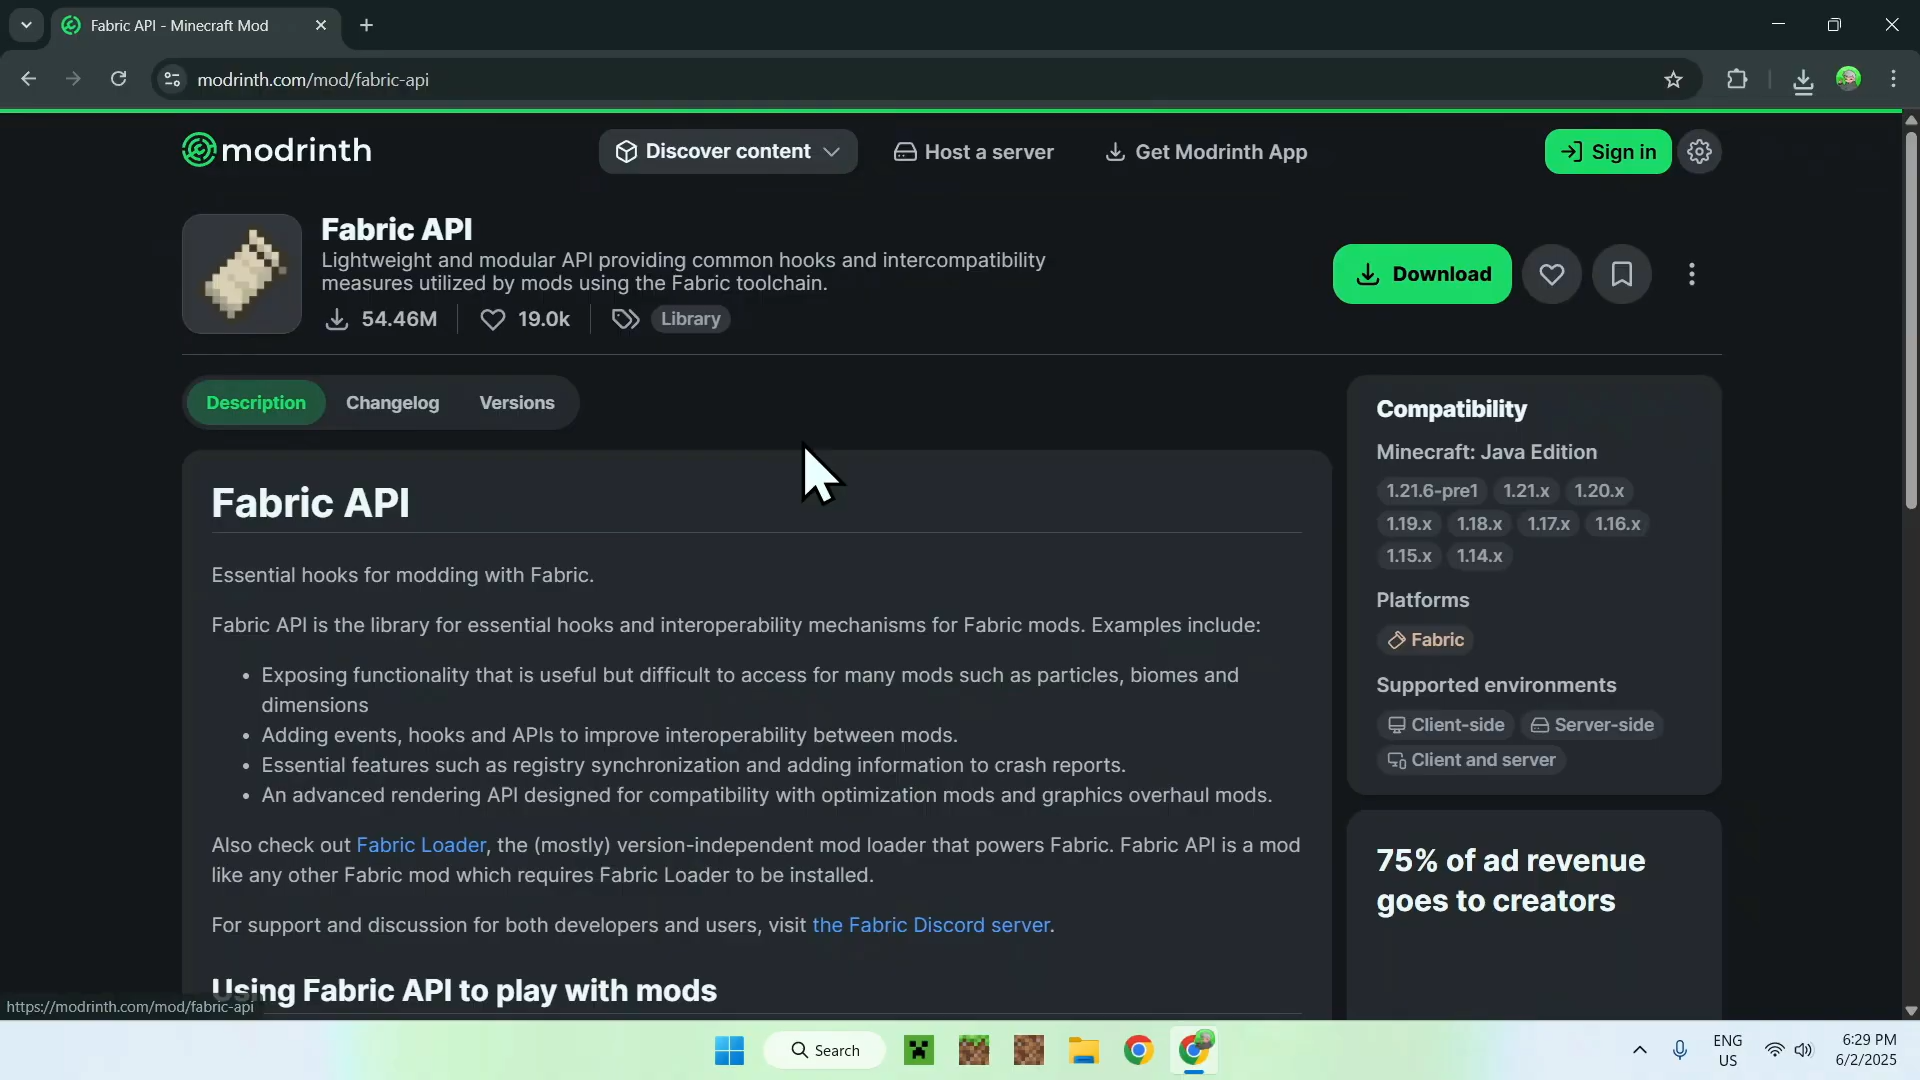 Fabric API - Minecraft Mod
modrinth.com/mod/fabric-api
modrinth
Discover content
Host a server
Get Modrinth App
Sign in
Fabric API
Lightweight and modular API providing common hooks and intercompatibility
measures utilized by mods using the Fabric toolchain.
54.46M
19.0k
Library
Download
Description
Changelog
Versions
Fabric API
Essential hooks for modding with Fabric.
Fabric API is the library for essential hooks and interoperability mechanisms for Fabric mods. Examples include:
• Exposing functionality that is useful but difficult to access for many mods such as particles, biomes and
dimensions
• Adding events, hooks and APIs to improve interoperability between mods.
• Essential features such as registry synchronization and adding information to crash reports.
• An advanced rendering API designed for compatibility with optimization mods and graphics overhaul mods.
Also check out Fabric Loader, the (mostly) version-independent mod loader that powers Fabric. Fabric API is a mod
like any other Fabric mod which requires Fabric Loader to be installed.
For support and discussion for both developers and users, visit the Fabric Discord server.
Using Fabric API to play with mods
Compatibility
Minecraft: Java Edition
1.21.6-pre1 1.21.x 1.20.x
1.19.x 1.18.x 1.17.x 1.16.x
1.15.x 1.14.x
Platforms
Fabric
Supported environments
Client-side Server-side
Client and server
75% of ad revenue
goes to creators
https://modrinth.com/mod/fabric-api
Search
ENG
US
6:29 PM
6/2/2025